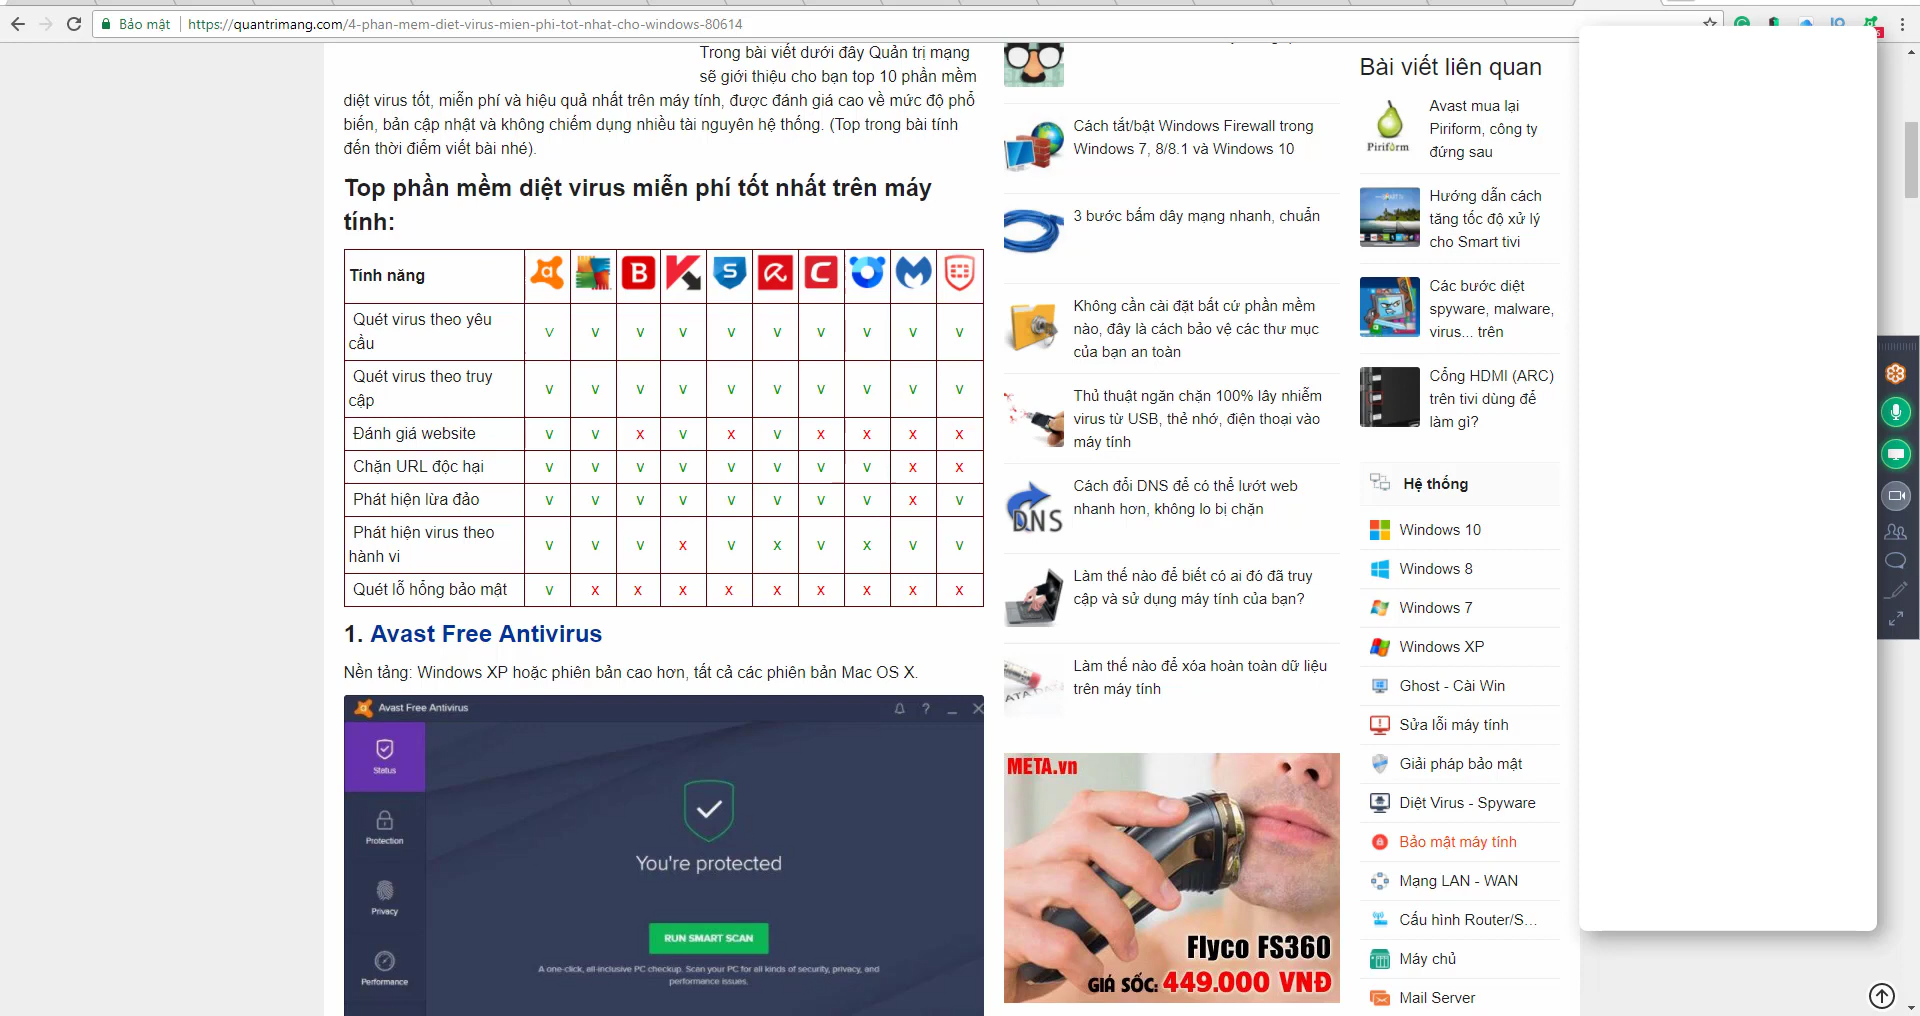 Bảo mật
https://quantrimang.com/4-phan-mem-diet-virus-mien-phi-tot-nhat-cho-windows-80614
Trong bài viết dưới đây Quản trị mạng
sẽ giới thiệu cho bạn top 10 phần mềm
diệt virus tốt, miễn phí và hiệu quả nhất trên máy tính, được đánh giá cao về mức độ phổ
biến, bản cập nhật và không chiếm dụng nhiều tài nguyên hệ thống. (Top trong bài tính
đến thời điểm viết bài nhé).
Top phần mềm diệt virus miễn phí tốt nhất trên máy
tính:
Tính năng
Quét virus theo yêu
cầu
v v v v v v v v v v
Quét virus theo truy
cập
v v v v v v v v v v
Đánh giá website v v x v x v x x x x
Chặn URL độc hại v v v v v v v v x x
Phát hiện lừa đảo v v v v v v v v x v
Phát hiện virus theo
hành vi
v v v x v x v x v v
Quét lỗ hổng bảo mật v x x x x x x x x x
1. Avast Free Antivirus
Nền tảng: Windows XP hoặc phiên bản cao hơn, tất cả các phiên bản Mac OS X.
Avast Free Antivirus
?
Status
Protection
Privacy
Performance
You're protected
RUN SMART SCAN
A one-click, all-inclusive PC checkup. Scan your PC for all kinds of security, privacy, and
performance issues.
Cách tắt/bật Windows Firewall trong
Windows 7, 8/8.1 và Windows 10
3 bước bấm dây mạng nhanh, chuẩn
Không cần cài đặt bất cứ phần mềm
nào, đây là cách bảo vệ các thư mục
của bạn an toàn
Thủ thuật ngăn chặn 100% lây nhiễm
virus từ USB, thẻ nhớ, điện thoại vào
máy tính
DNS
Cách đổi DNS để có thể lướt web
nhanh hơn, không lo bị chặn
Làm thế nào để biết có ai đó đã truy
cập và sử dụng máy tính của bạn?
Làm thế nào để xóa hoàn toàn dữ liệu
trên máy tính
META.vn
Flyco FS360
GIÁ SỐC: 449.000 VNĐ
Bài viết liên quan
Piriform
Avast mua lại
Piriform, công ty
đứng sau
Hướng dẫn cách
tăng tốc độ xử lý
cho Smart tivi
Các bước diệt
spyware, malware,
virus... trên
Cổng HDMI (ARC)
trên tivi dùng để
làm gì?
Hệ thống
Windows 10
Windows 8
Windows 7
Windows XP
Ghost - Cài Win
Sửa lỗi máy tính
Giải pháp bảo mật
Diệt Virus - Spyware
Bảo mật máy tính
Mạng LAN - WAN
Cấu hình Router/S...
Máy chủ
Mail Server